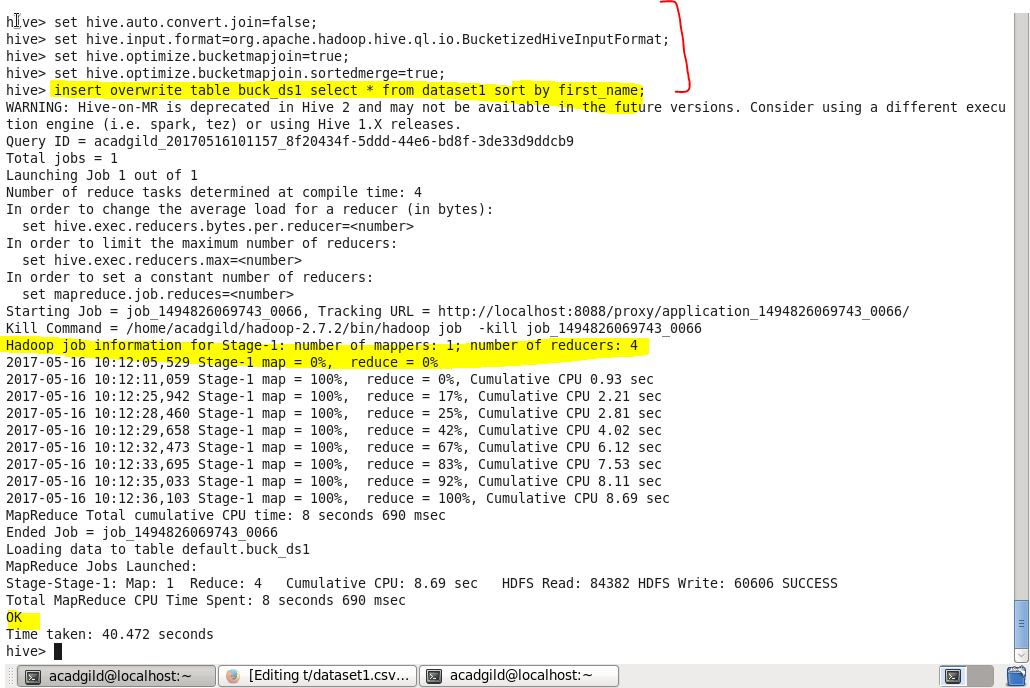 hive> set hive.auto.convert.join=false;
hive> set hive.input.format=org.apache.hadoop.hive.ql.io.BucketizedHiveInputFormat;
hive> set hive.optimize.bucketmapjoin=true;
hive> set hive.optimize.bucketmapjoin.sortedmerge=true;
hive> insert overwrite table buck_ds1 select * from dataset1 sort by first_name;
WARNING: Hive-on-MR is deprecated in Hive 2 and may not be available in the future versions. Consider using a different execu
tion engine (i.e. spark, tez) or using Hive 1.X releases.
Query ID = acadgild_20170516101157_8f20434f-5ddd-44e6-bd8f-3de33d9ddcb9
Total jobs = 1
Launching Job 1 out of 1
Number of reduce tasks determined at compile time: 4
In order to change the average load for a reducer (in bytes):
  set hive.exec.reducers.bytes.per.reducer=<number>
In order to limit the maximum number of reducers:
  set hive.exec.reducers.max=<number>
In order to set a constant number of reducers:
  set mapreduce.job.reduces=<number>
Starting Job = job_1494826069743_0066, Tracking URL = http://localhost:8088/proxy/application_1494826069743_0066/
Kill Command = /home/acadgild/hadoop-2.7.2/bin/hadoop job  -kill job_1494826069743_0066
Hadoop job information for Stage-1: number of mappers: 1; number of reducers: 4
2017-05-16 10:12:05,529 Stage-1 map = 0%,  reduce = 0%
2017-05-16 10:12:11,059 Stage-1 map = 100%,  reduce = 0%, Cumulative CPU 0.93 sec
2017-05-16 10:12:25,942 Stage-1 map = 100%,  reduce = 17%, Cumulative CPU 2.21 sec
2017-05-16 10:12:28,460 Stage-1 map = 100%,  reduce = 25%, Cumulative CPU 2.81 sec
2017-05-16 10:12:29,658 Stage-1 map = 100%,  reduce = 42%, Cumulative CPU 4.02 sec
2017-05-16 10:12:32,473 Stage-1 map = 100%,  reduce = 67%, Cumulative CPU 6.12 sec
2017-05-16 10:12:33,695 Stage-1 map = 100%,  reduce = 83%, Cumulative CPU 7.53 sec
2017-05-16 10:12:35,033 Stage-1 map = 100%,  reduce = 92%, Cumulative CPU 8.11 sec
2017-05-16 10:12:36,103 Stage-1 map = 100%,  reduce = 100%, Cumulative CPU 8.69 sec
MapReduce Total cumulative CPU time: 8 seconds 690 msec
Ended Job = job_1494826069743_0066
Loading data to table default.buck_ds1
MapReduce Jobs Launched:
Stage-Stage-1: Map: 1  Reduce: 4   Cumulative CPU: 8.69 sec   HDFS Read: 84382 HDFS Write: 60606 SUCCESS
Total MapReduce CPU Time Spent: 8 seconds 690 msec
OK
Time taken: 40.472 seconds
hive>
acadgild@localhost:~ [Editing t/dataset1.csv... acadgild@localhost:~